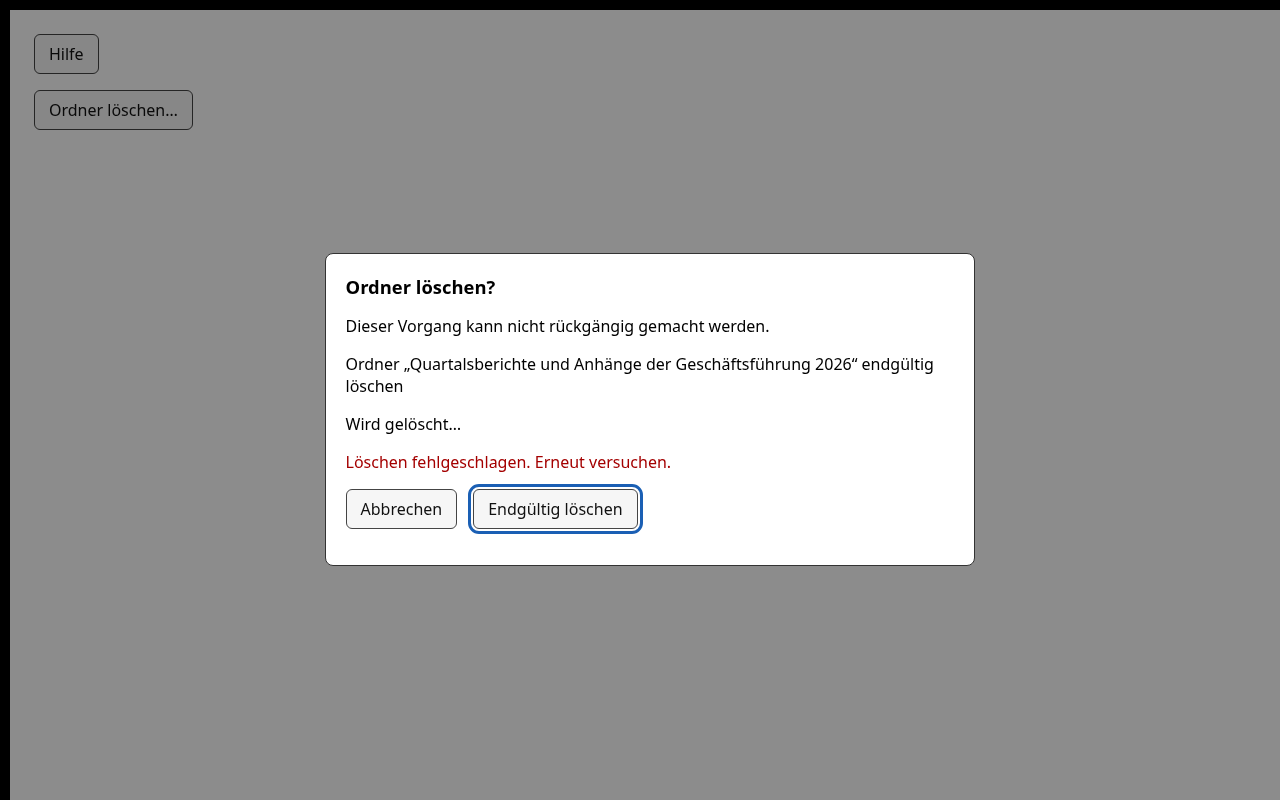 Hilfe
Ordner löschen…
Ordner löschen?
Dieser Vorgang kann nicht rückgängig gemacht werden.
Ordner „Quartalsberichte und Anhänge der Geschäftsführung 2026“ endgültig
löschen
Wird gelöscht…
Löschen fehlgeschlagen. Erneut versuchen.
Abbrechen
Endgültig löschen